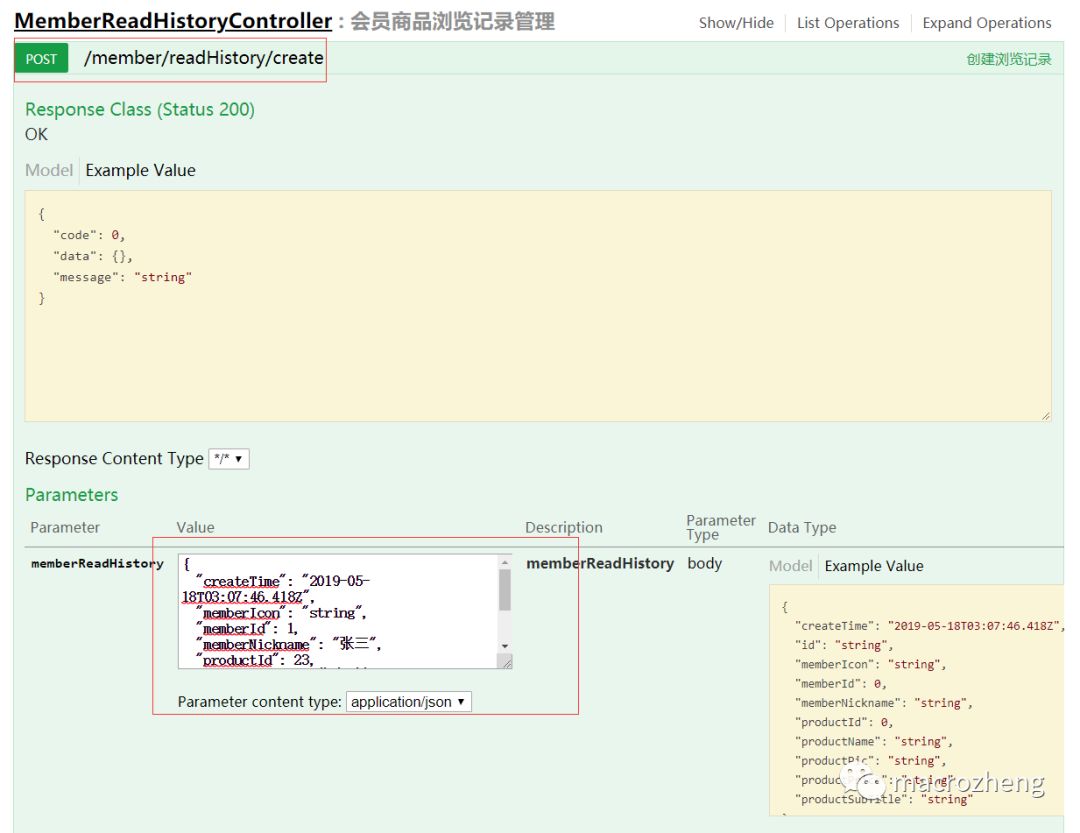 MemberReadHistoryController : 会员商品浏览记录管理
Show/Hide
List Operations
Expand Operations
POST
/member/readHistory/create
创建浏览记录
Response Class (Status 200)
OK
Model
Example Value
{
"code": 0,
"data": {},
"message": "string"
}
Response Content Type */* ▼
Parameters
Parameter
Value
Description
Parameter
Type
Data Type
memberReadHistory
{
"createTime": "2019-05-
18T03:07:46.418Z",
"memberIcon": "string",
"memberId": 1,
"memberNickname": "张三",
"productId": 23,
Parameter content type: application/json ▼
memberReadHistory
body
Model
Example Value
{
"createTime": "2019-05-18T03:07:46.418Z",
"id": "string",
"memberIcon": "string",
"memberId": 0,
"memberNickname": "string",
"productId": 0,
"productName": "string",
"productPic": "string",
"string"
"productSubTitle": "string"
macrozheng